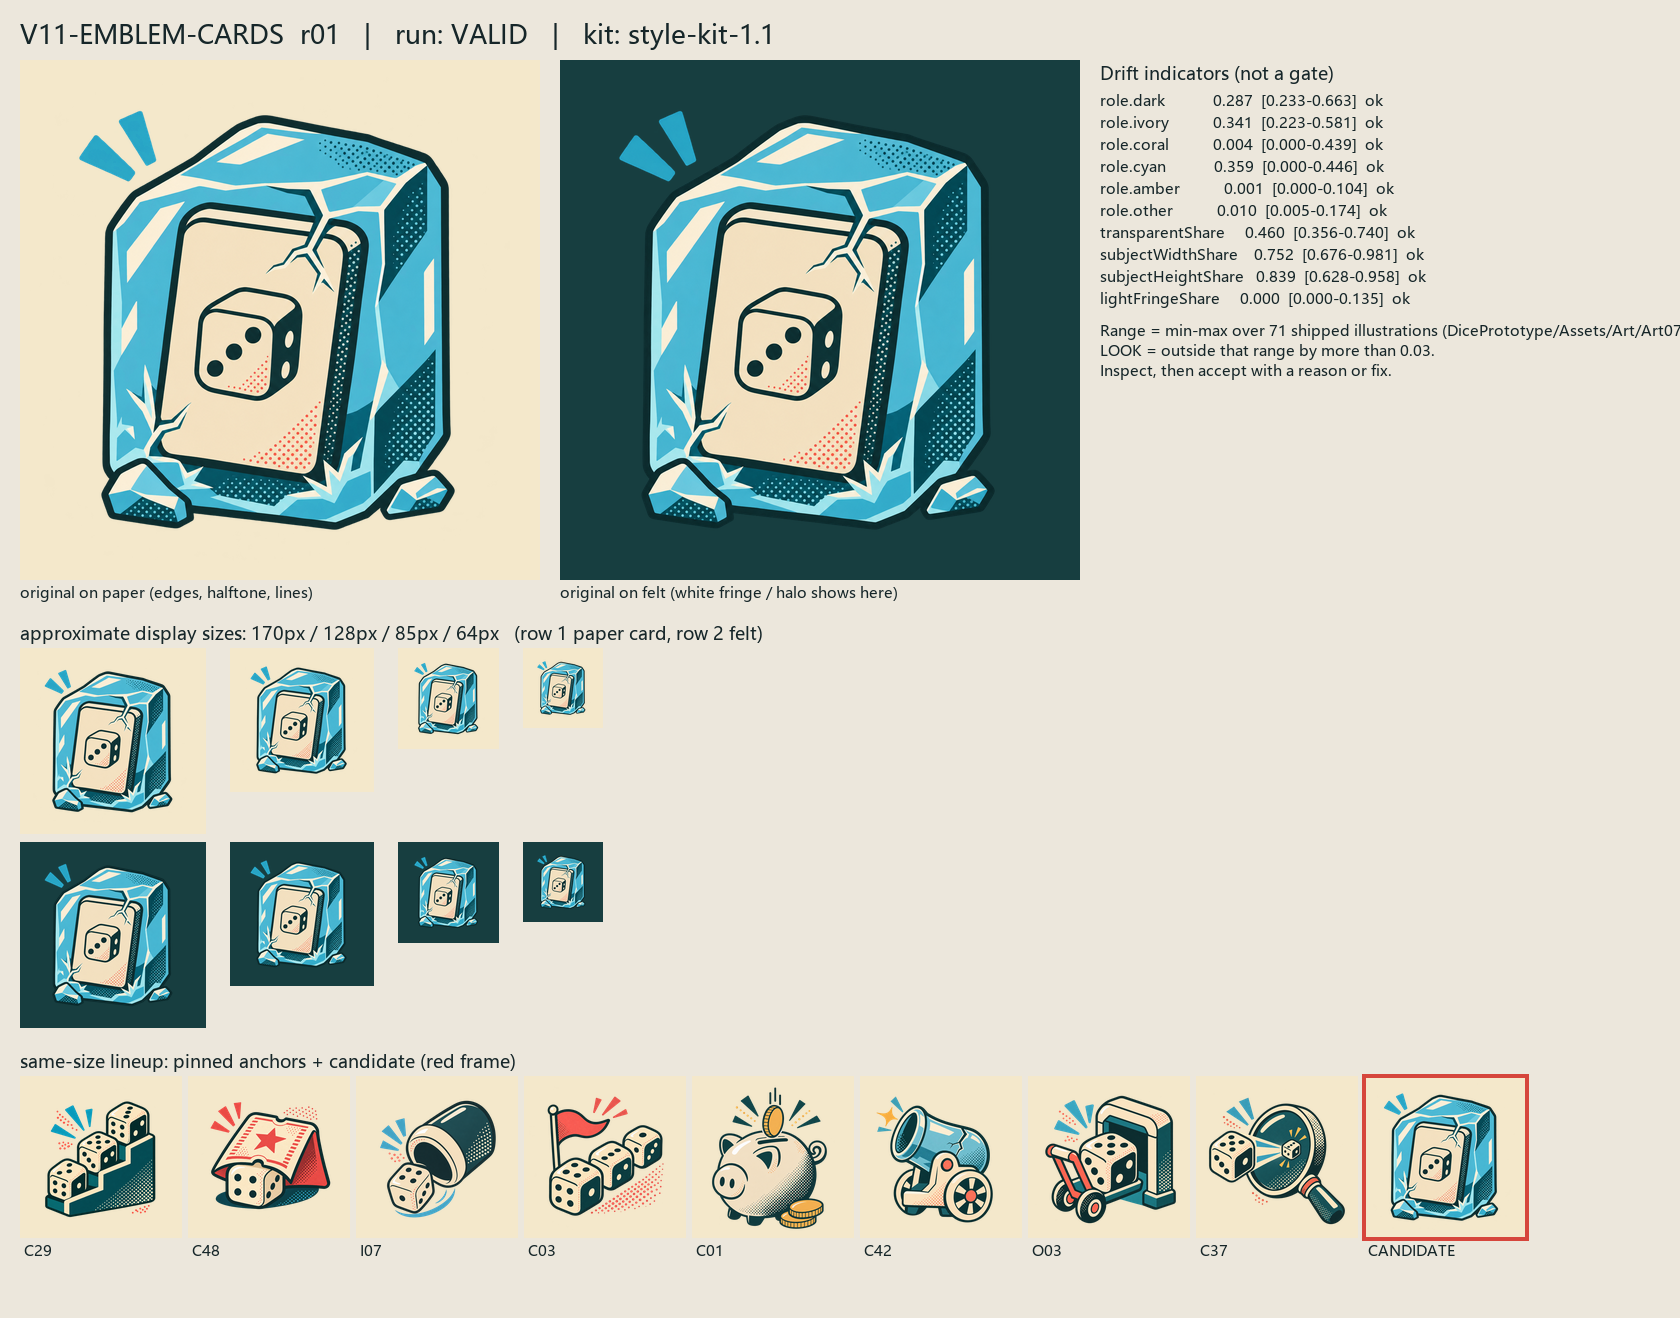 V11-EMBLEM-CARDS r01 | run: VALID | kit: style-kit-1.1
Drift indicators (not a gate)
role.dark 0.287 [0.233-0.663] ok
role.ivory 0.341 [0.223-0.581] ok
role.coral 0.004 [0.000-0.439] ok
role.cyan 0.359 [0.000-0.446] ok
role.amber 0.001 [0.000-0.104] ok
role.other 0.010 [0.005-0.174] ok
transparentShare 0.460 [0.356-0.740] ok
subjectWidthShare 0.752 [0.676-0.981] ok
subjectHeightShare 0.839 [0.628-0.958] ok
lightFringeShare 0.000 [0.000-0.135] ok
Range = min-max over 71 shipped illustrations (DicePrototype/Assets/Art/Art07
LOOK = outside that range by more than 0.03.
Inspect, then accept with a reason or fix.
original on paper (edges, halftone, lines)
original on felt (white fringe / halo shows here)
approximate display sizes: 170px / 128px / 85px / 64px (row 1 paper card, row 2 felt)
same-size lineup: pinned anchors + candidate (red frame)
C29 C48 I07 C03 C01 C42 O03 C37 CANDIDATE